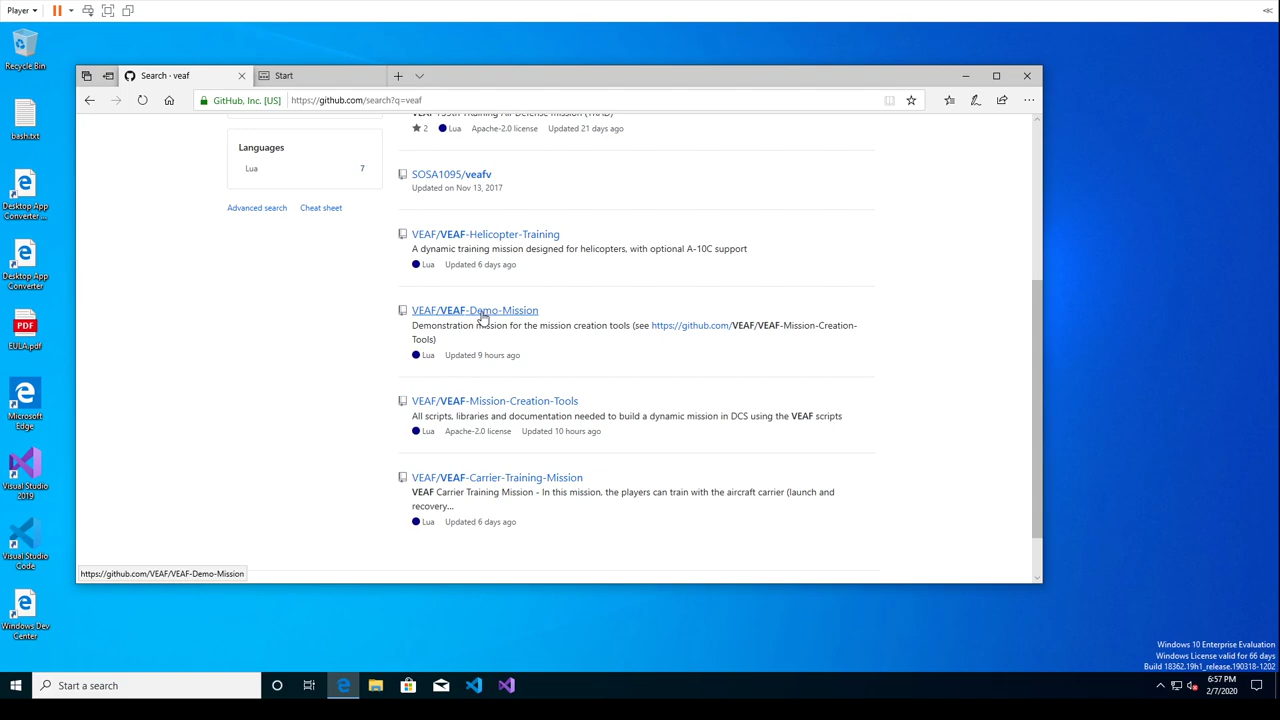 Player
Recycle Bin
Search · veaf
Start
GitHub, Inc. [US]
https://github.com/search?q=veaf
2 Lua Apache-2.0 license Updated 21 days ago
Languages
Lua 7
Advanced search Cheat sheet
SOSA1095/veafv
Updated on Nov 13, 2017
VEAF/VEAF-Helicopter-Training
A dynamic training mission designed for helicopters, with optional A-10C support
Lua Updated 6 days ago
VEAF/VEAF-Demo-Mission
Demonstration mission for the mission creation tools (see https://github.com/VEAF/VEAF-Mission-Creation-
Tools)
Lua Updated 9 hours ago
VEAF/VEAF-Mission-Creation-Tools
All scripts, libraries and documentation needed to build a dynamic mission in DCS using the VEAF scripts
Lua Apache-2.0 license Updated 10 hours ago
VEAF/VEAF-Carrier-Training-Mission
VEAF Carrier Training Mission - In this mission, the players can train with the aircraft carrier (launch and
recovery...
Lua Updated 6 days ago
https://github.com/VEAF/VEAF-Demo-Mission
bash.txt
Desktop App
Converter ...
Desktop App
Converter
PDF
EULA.pdf
Microsoft
Edge
Visual Studio
2019
Visual Studio
Code
Windows Dev
Center
Windows 10 Enterprise Evaluation
Windows License valid for 66 days
Build 18362.19h1_release.190318-1202
Start a search
6:57 PM
2/7/2020